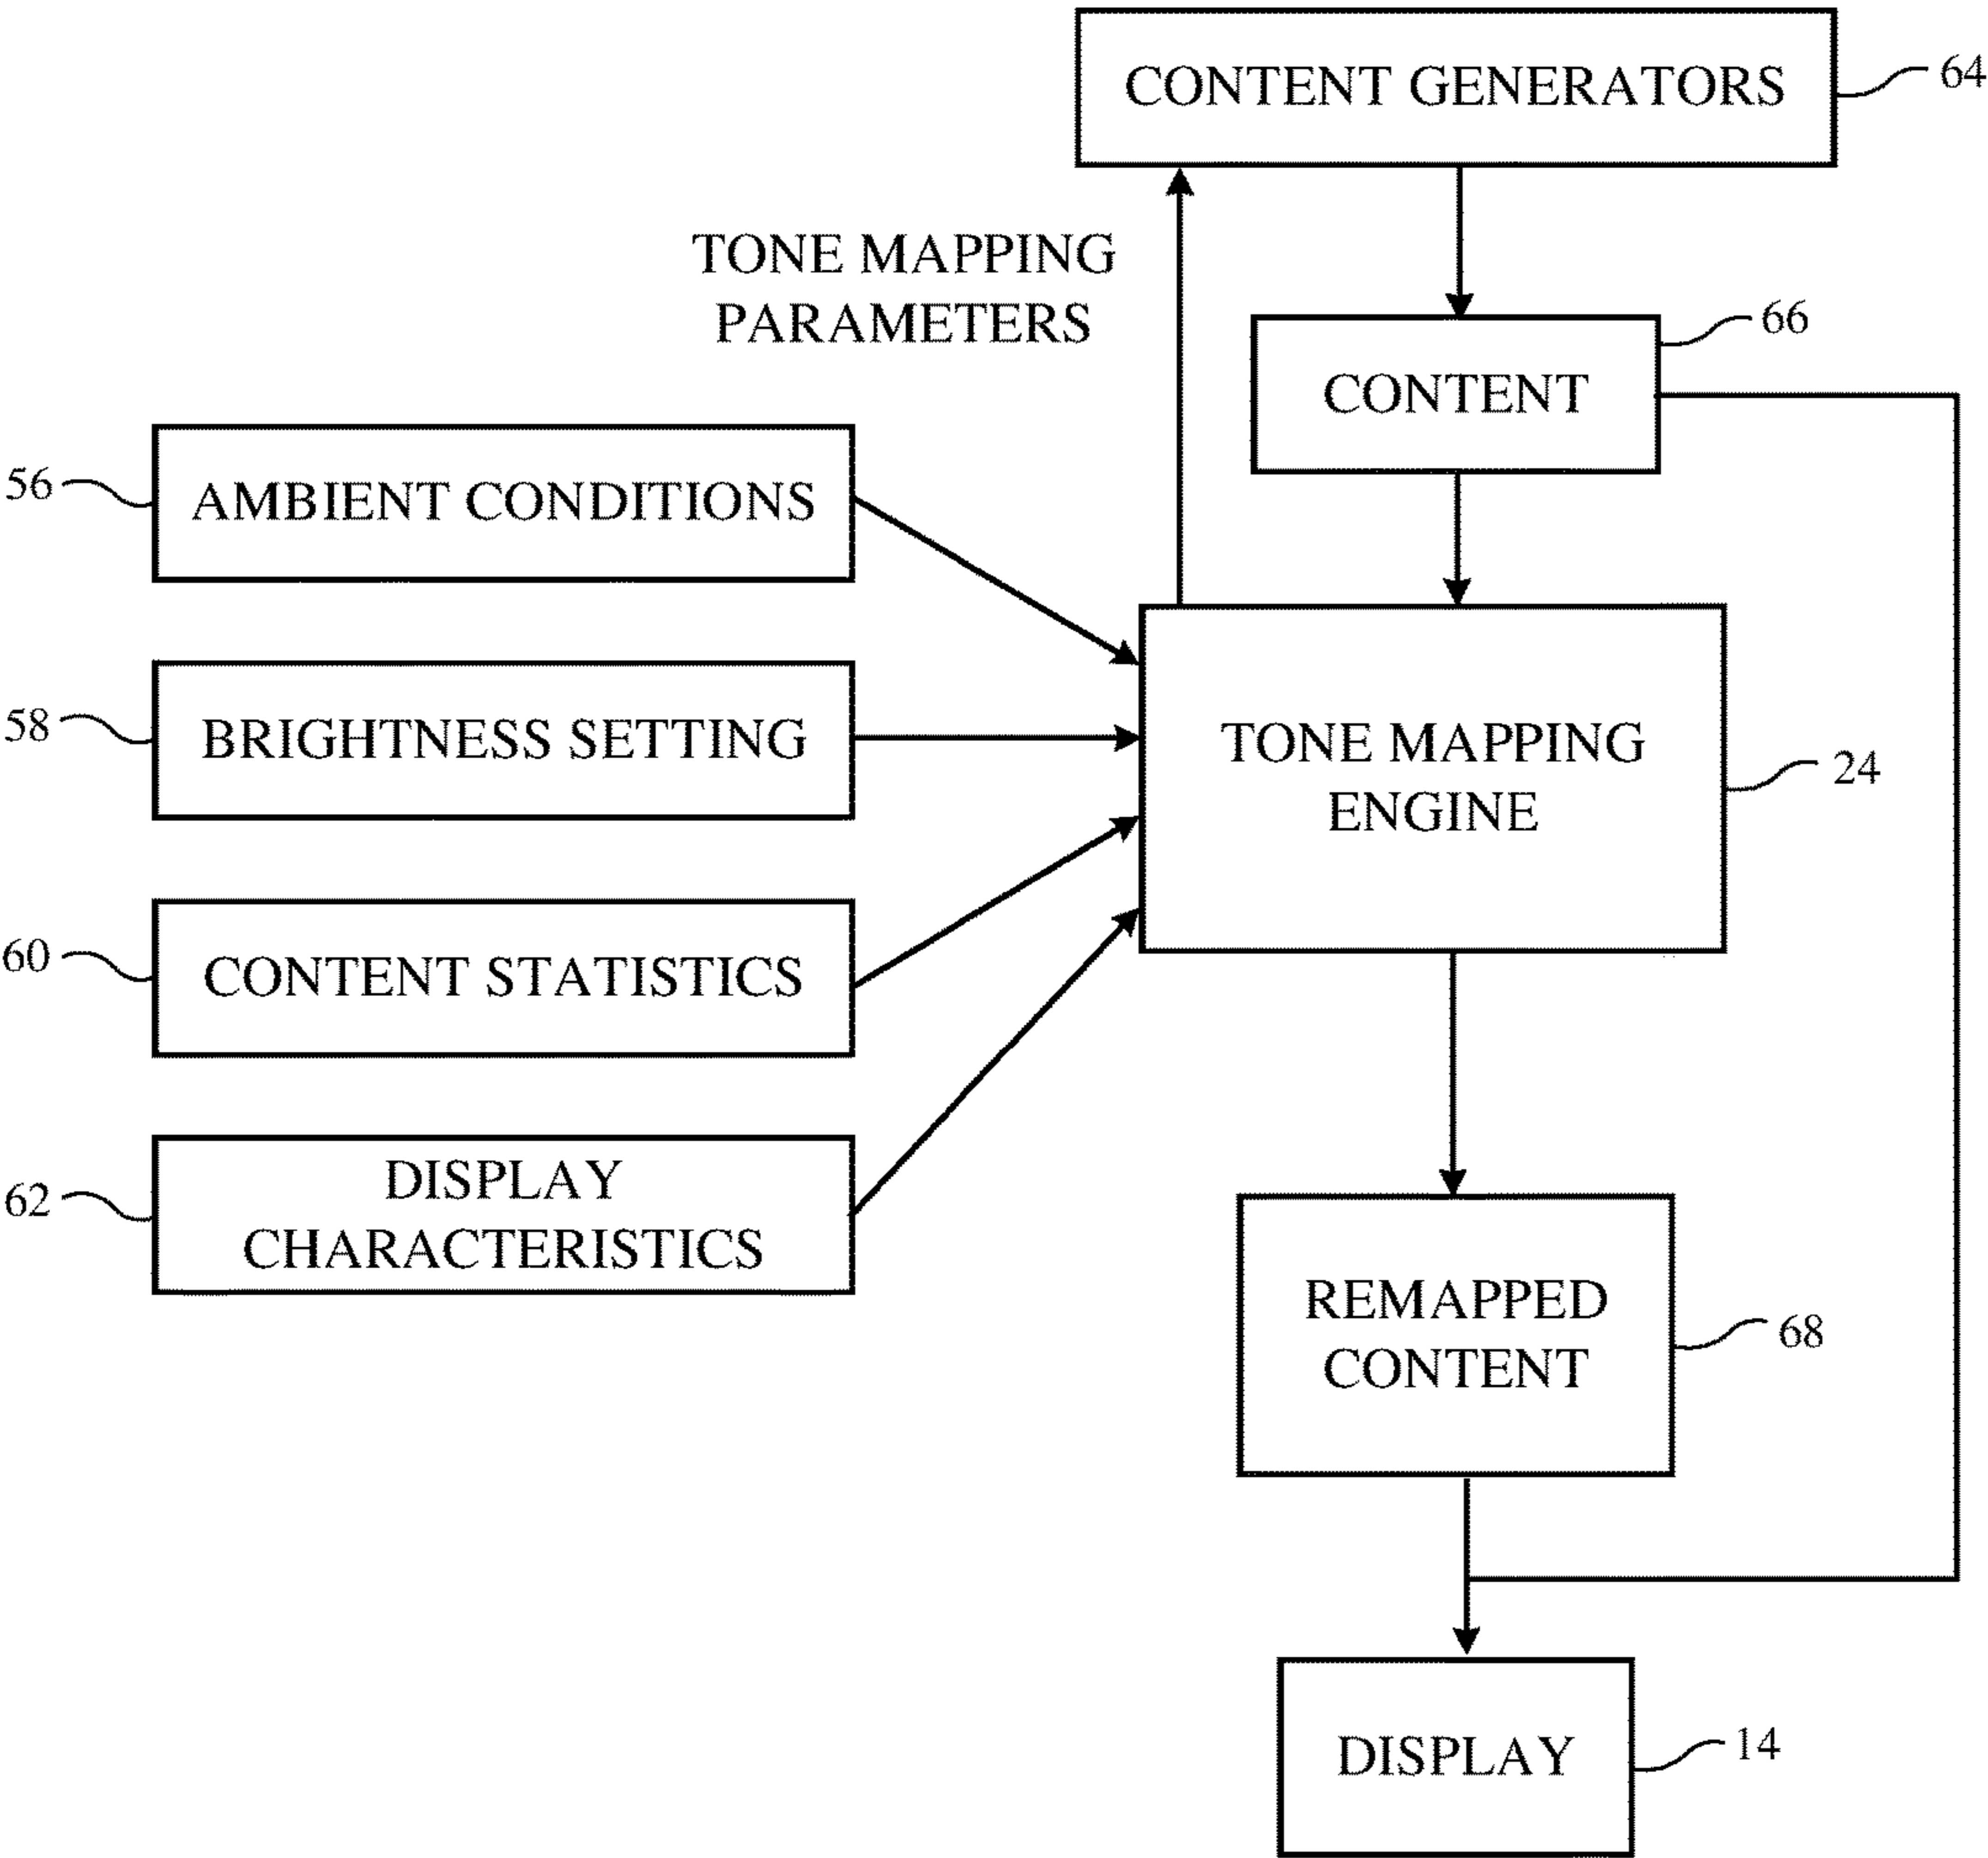 CONTENT GENERATORS
64
TONE MAPPING
PARAMETERS
66
CONTENT
56
AMBIENT CONDITIONS
58
BRIGHTNESS SETTING
TONE MAPPING
ENGINE
24
60
CONTENT STATISTICS
62
DISPLAY
CHARACTERISTICS
REMAPPED
CONTENT
68
DISPLAY
14